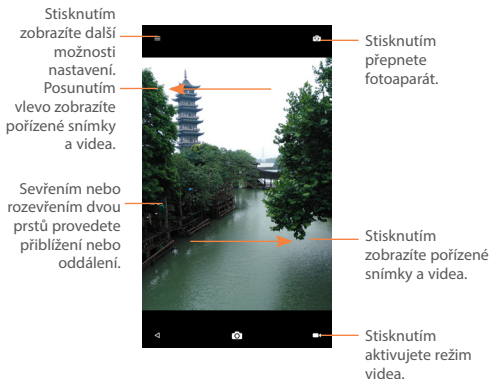 Stisknutím
zobrazíte další
možnosti
nastavení.
Posunutím
vlevo zobrazíte
pořízené snímky
a videa.
Sevřením nebo
rozevřením dvou
prstů provedete
přiblížení nebo
oddálení.
Stisknutím
přepnete
fotoaparát.
Stisknutím
zobrazíte pořízené
snímky a videa.
Stisknutím
aktivujete režim
videa.